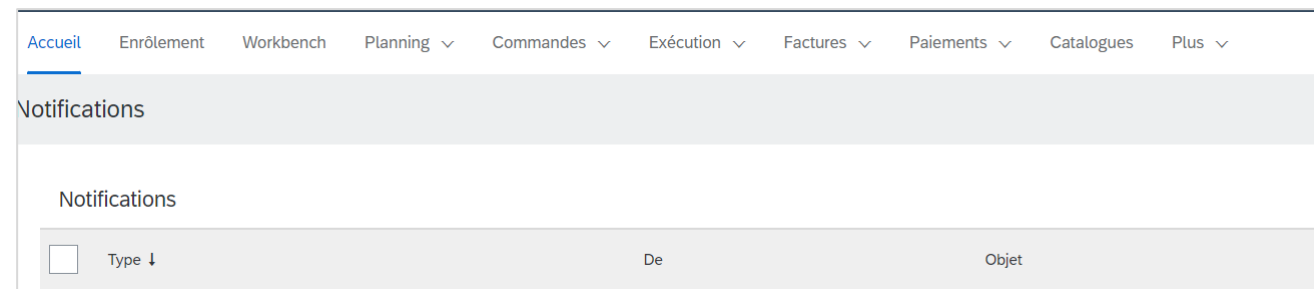 Accueil Enrôlement Workbench Planning Commandes Exécution Factures Paiements Catalogues Plus
Notifications
Notifications
Type De Objet